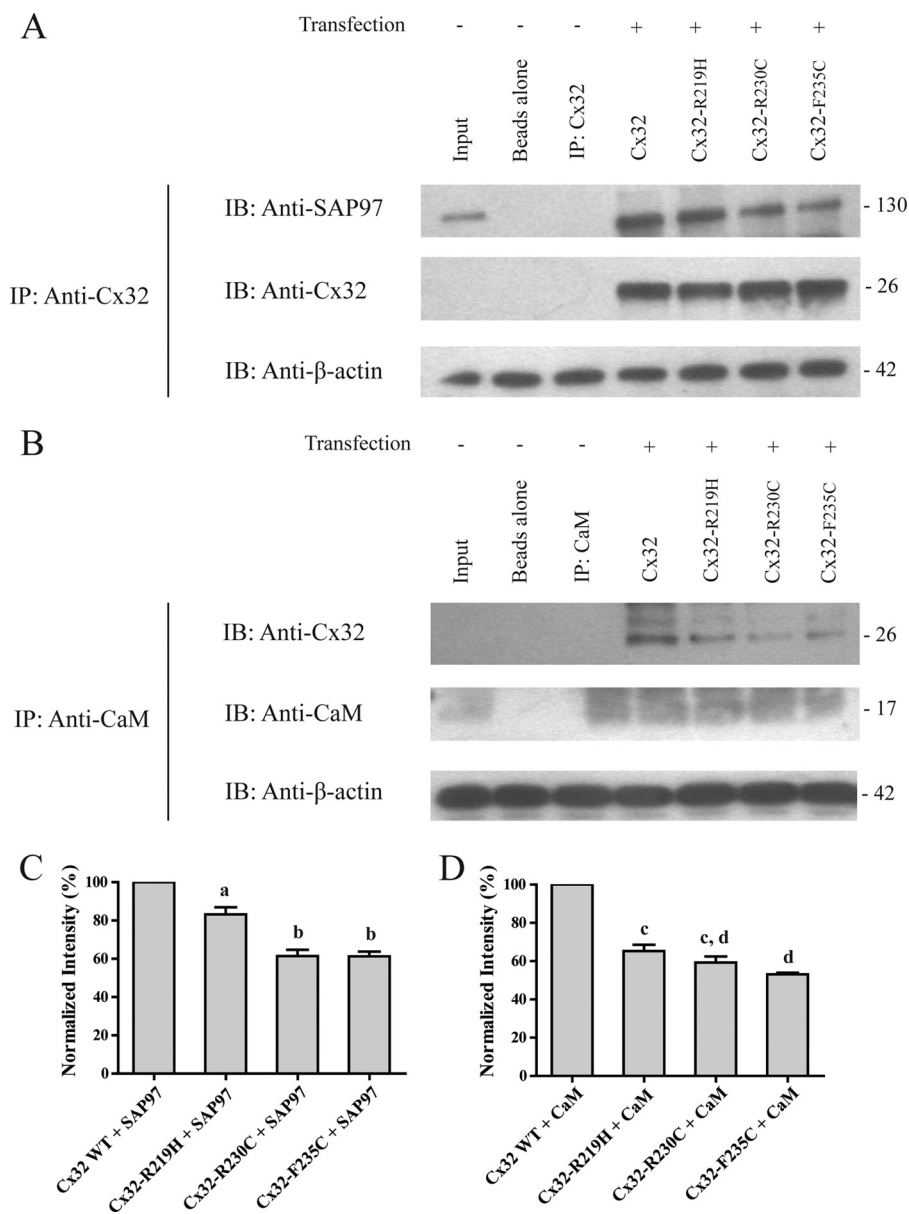 A
Transfection - - - + + + +
Input Beads alone IP: Cx32 Cx32 Cx32-R219H Cx32-R230C Cx32-F235C
IP: Anti-Cx32
IB: Anti-SAP97 - 130
IB: Anti-Cx32 - 26
IB: Anti-β-actin - 42
B
Transfection - - - + + + +
Input Beads alone IP: CaM Cx32 Cx32-R219H Cx32-R230C Cx32-F235C
IP: Anti-CaM
IB: Anti-Cx32 - 26
IB: Anti-CaM - 17
IB: Anti-β-actin - 42
C
Normalized Intensity (%)
100
80
60
40
20
0
a
b
b
Cx32 WT + SAP97
Cx32-R219H + SAP97
Cx32-R230C + SAP97
Cx32-F235C + SAP97
D
Normalized Intensity (%)
100
80
60
40
20
0
c
c, d
d
Cx32 WT + CaM
Cx32-R219H + CaM
Cx32-R230C + CaM
Cx32-F235C + CaM